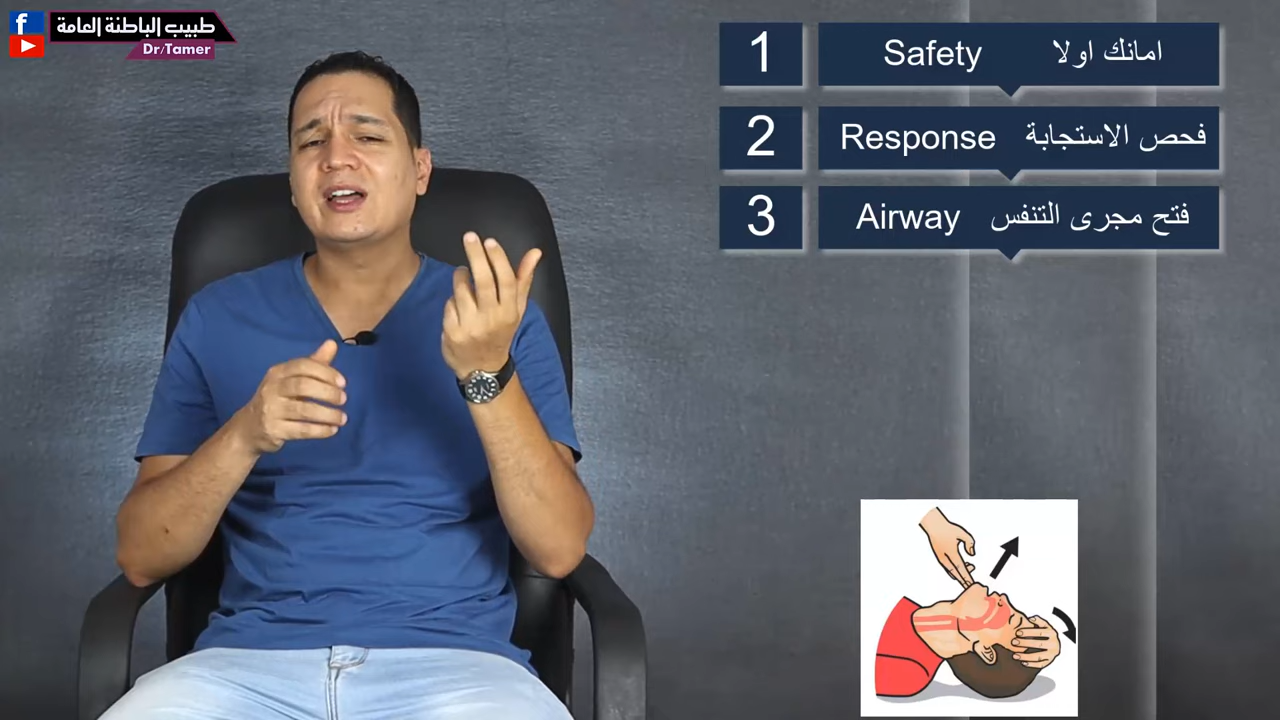 طبيب الباطنة العامة
Dr/Tamer
1 Safety امانك اولا
2 Response فحص الاستجابة
3 Airway فتح مجرى التنفس